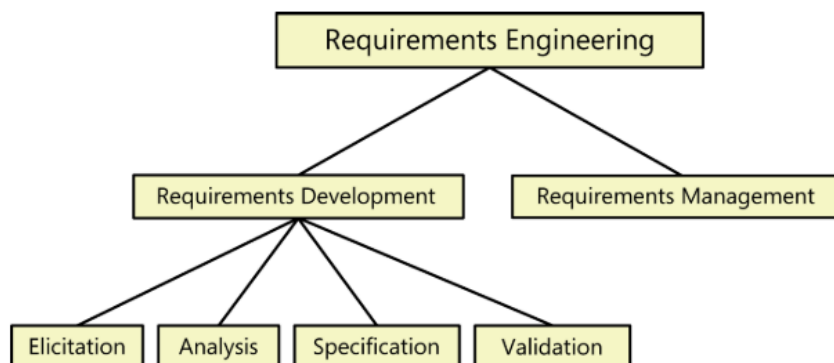 Requirements Engineering
Requirements Development
Requirements Management
Elicitation
Analysis
Specification
Validation